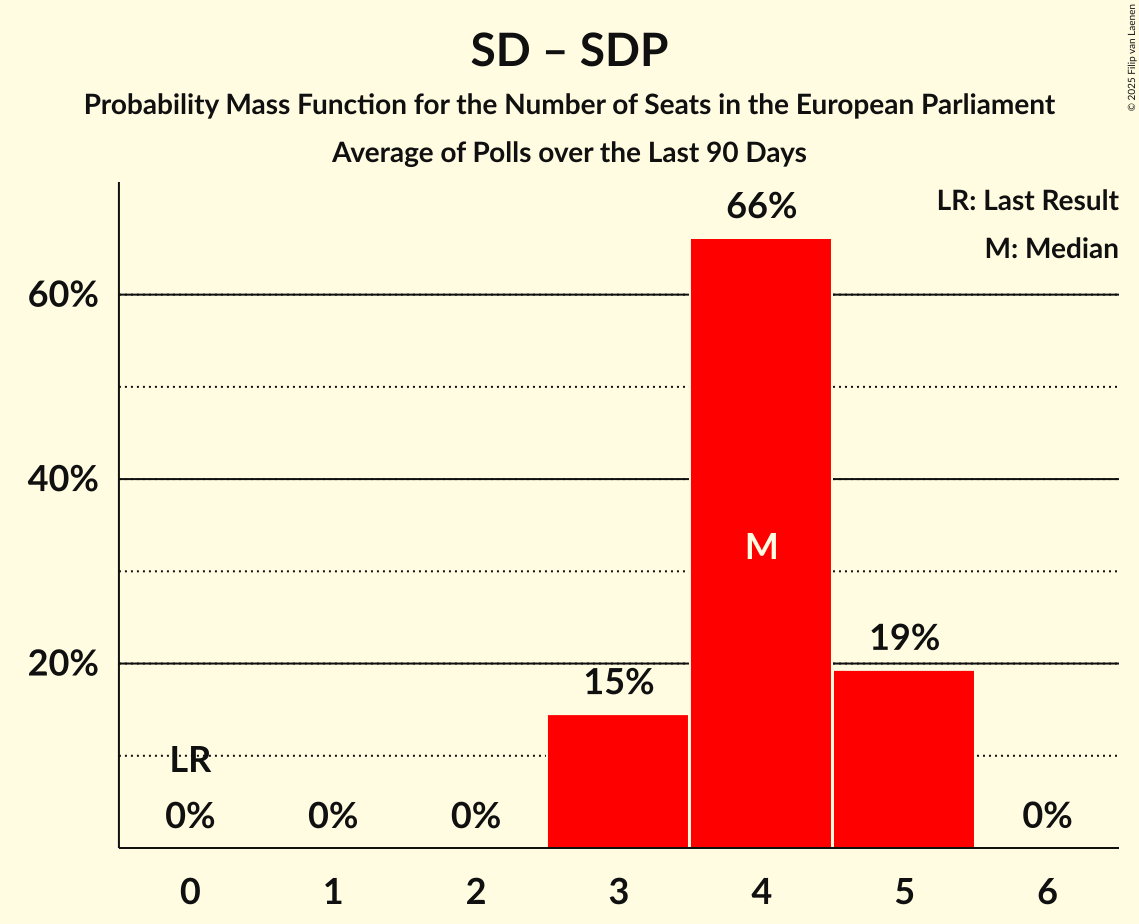 SD – SDP
Probability Mass Function for the Number of Seats in the European Parliament
Average of Polls over the Last 90 Days
© 2025 Filip van Laenen
LR: Last Result
M: Median
66%
60%
40%
M
19%
20%
15%
LR
0% 0% 0% 0%
0 1 2 3 4 5 6